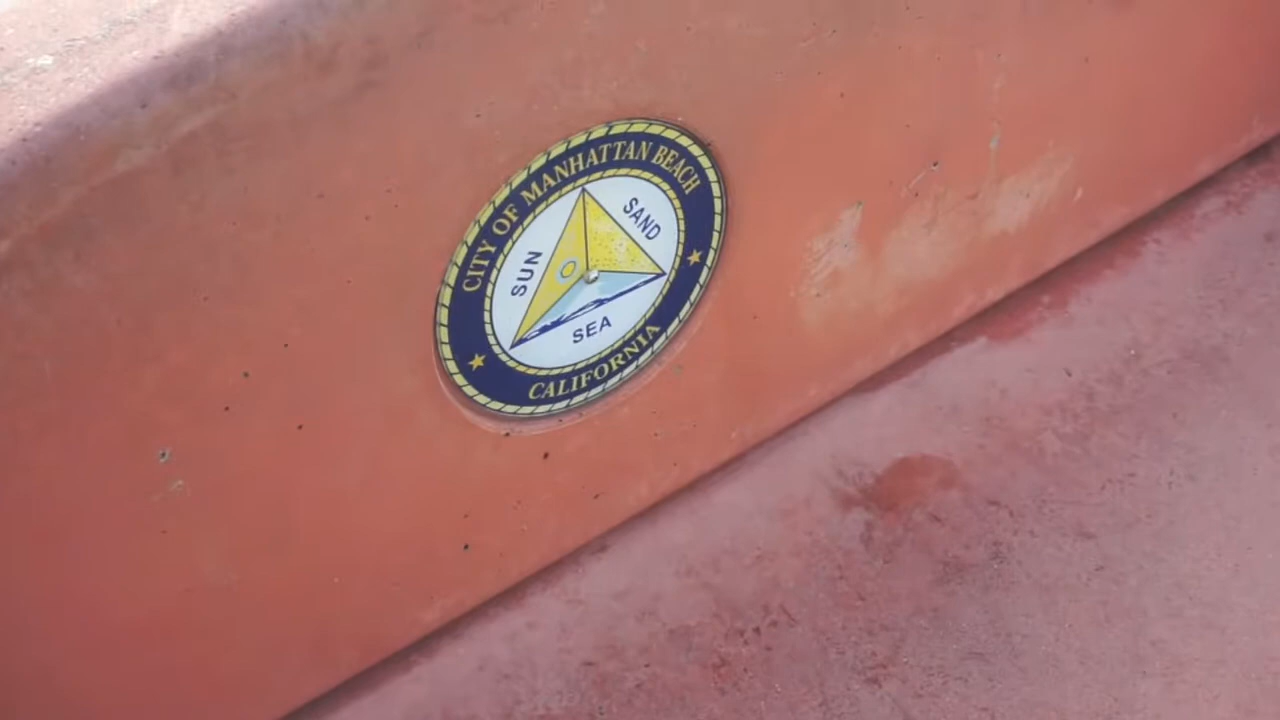 CITY OF MANHATTAN BEACH
SAND
SUN
SEA
CALIFORNIA